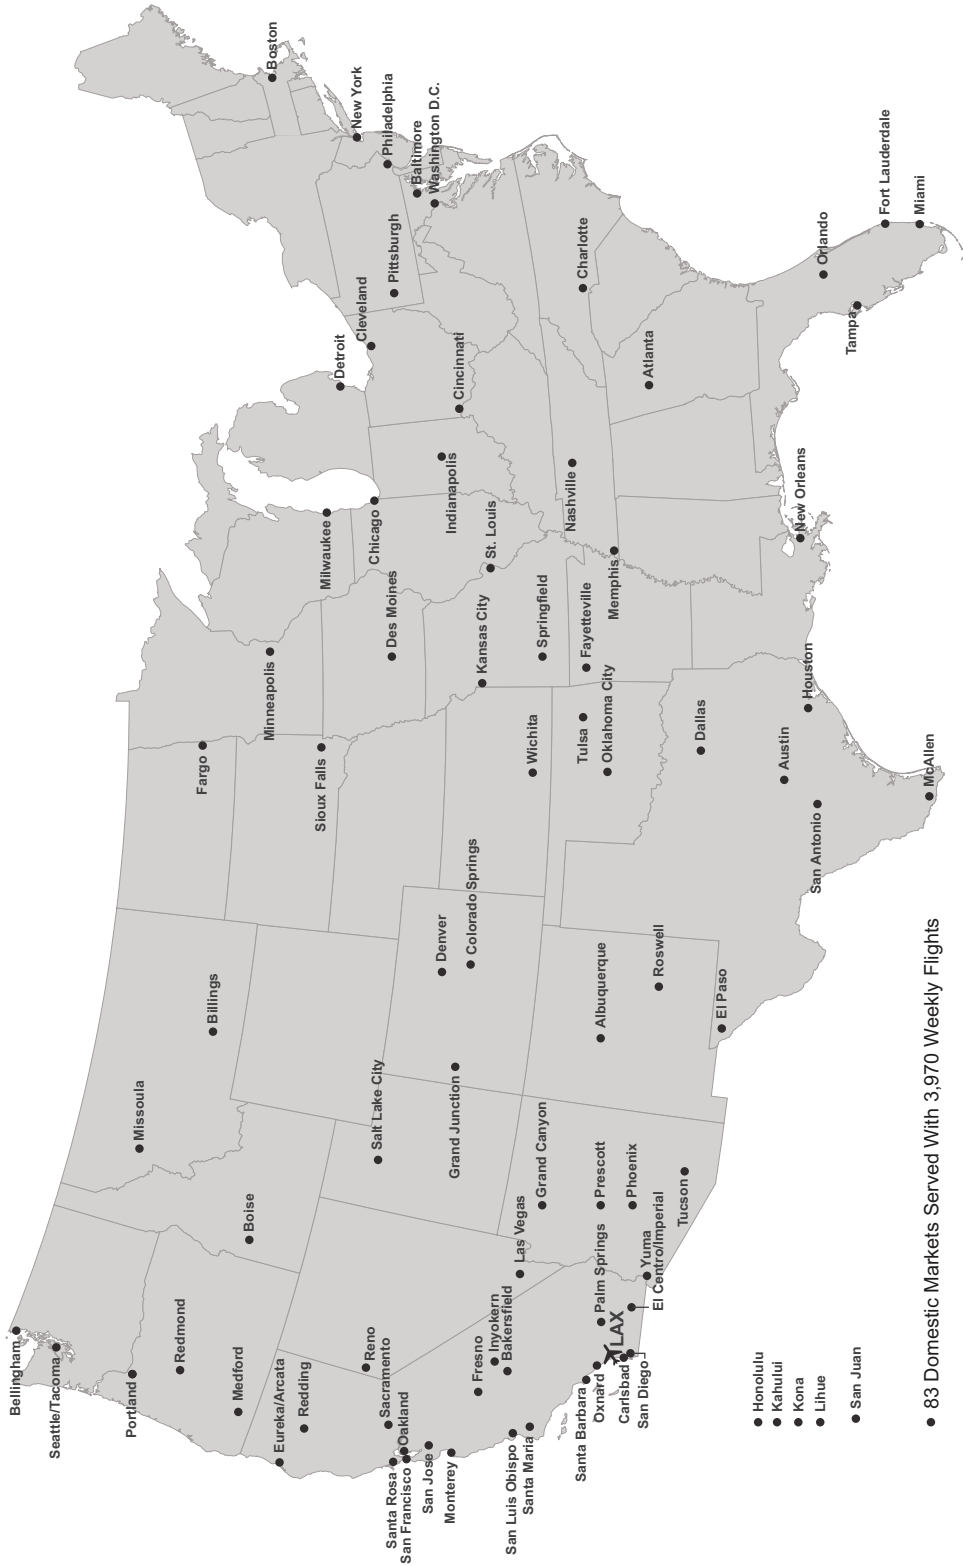 Bellingham
Seattle/Tacoma
Portland
Redmond
Medford
Eureka/Arcata
Redding
Reno
Sacramento
Oakland
Santa Rosa
San Francisco
San Jose
Monterey
Fresno
Inyokern
Bakersfield
San Luis Obispo
Santa Maria
Santa Barbara
Oxnard
LAX
Carlsbad
San Diego
Palm Springs
El Centro/Imperial
Yuma
Las Vegas
Boise
Missoula
Billings
Salt Lake City
Grand Junction
Grand Canyon
Prescott
Phoenix
Tucson
Denver
Colorado Springs
Albuquerque
Roswell
El Paso
Fargo
Sioux Falls
Minneapolis
Des Moines
Wichita
Kansas City
Springfield
Fayetteville
Tulsa
Oklahoma City
Dallas
Austin
San Antonio
Houston
McAllen
Milwaukee
Chicago
Indianapolis
St. Louis
Nashville
Memphis
New Orleans
Detroit
Cleveland
Cincinnati
Pittsburgh
Atlanta
Charlotte
Boston
New York
Philadelphia
Baltimore
Washington D.C.
Orlando
Tampa
Fort Lauderdale
Miami
Honolulu
Kahului
Kona
Lihue
San Juan
83 Domestic Markets Served With 3,970 Weekly Flights